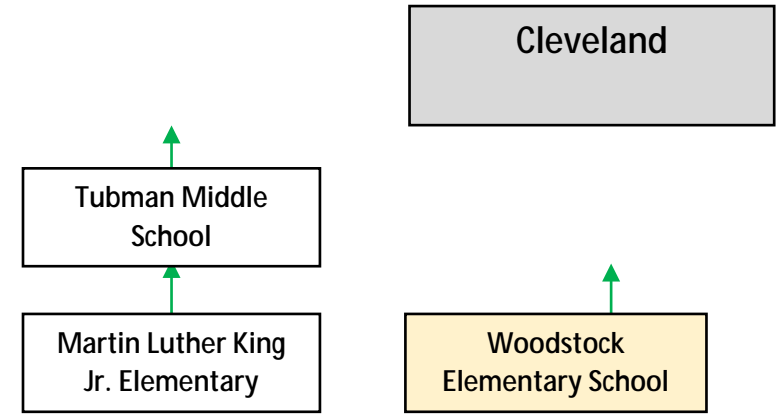 Cleveland
Tubman Middle
School
Martin Luther King
Jr. Elementary
Woodstock
Elementary School